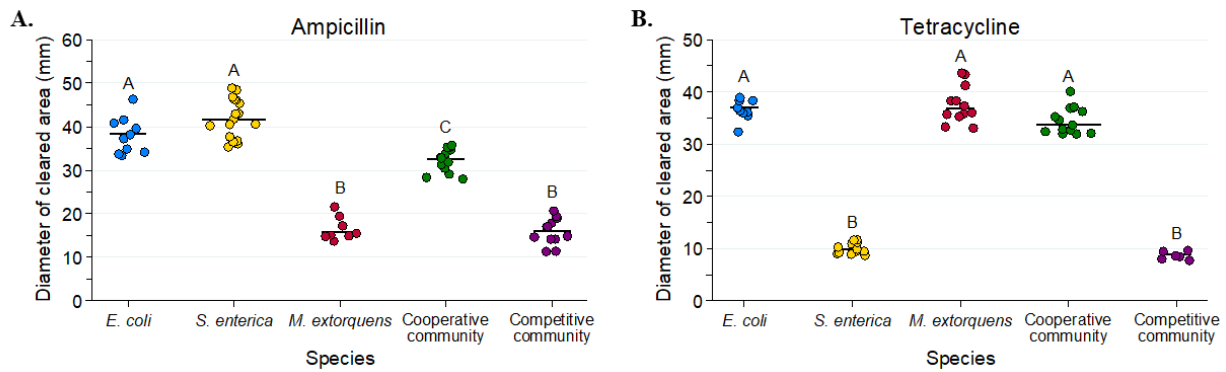 A.
Ampicillin
Diameter of cleared area (mm)
60
50
40
30
20
10
0
A
A
B
C
B
E. coli
S. enterica
M. extorquens
Cooperative
community
Competitive
community
Species
B.
Tetracycline
Diameter of cleared area (mm)
50
40
30
20
10
0
A
B
A
A
B
E. coli
S. enterica
M. extorquens
Cooperative
community
Competitive
community
Species